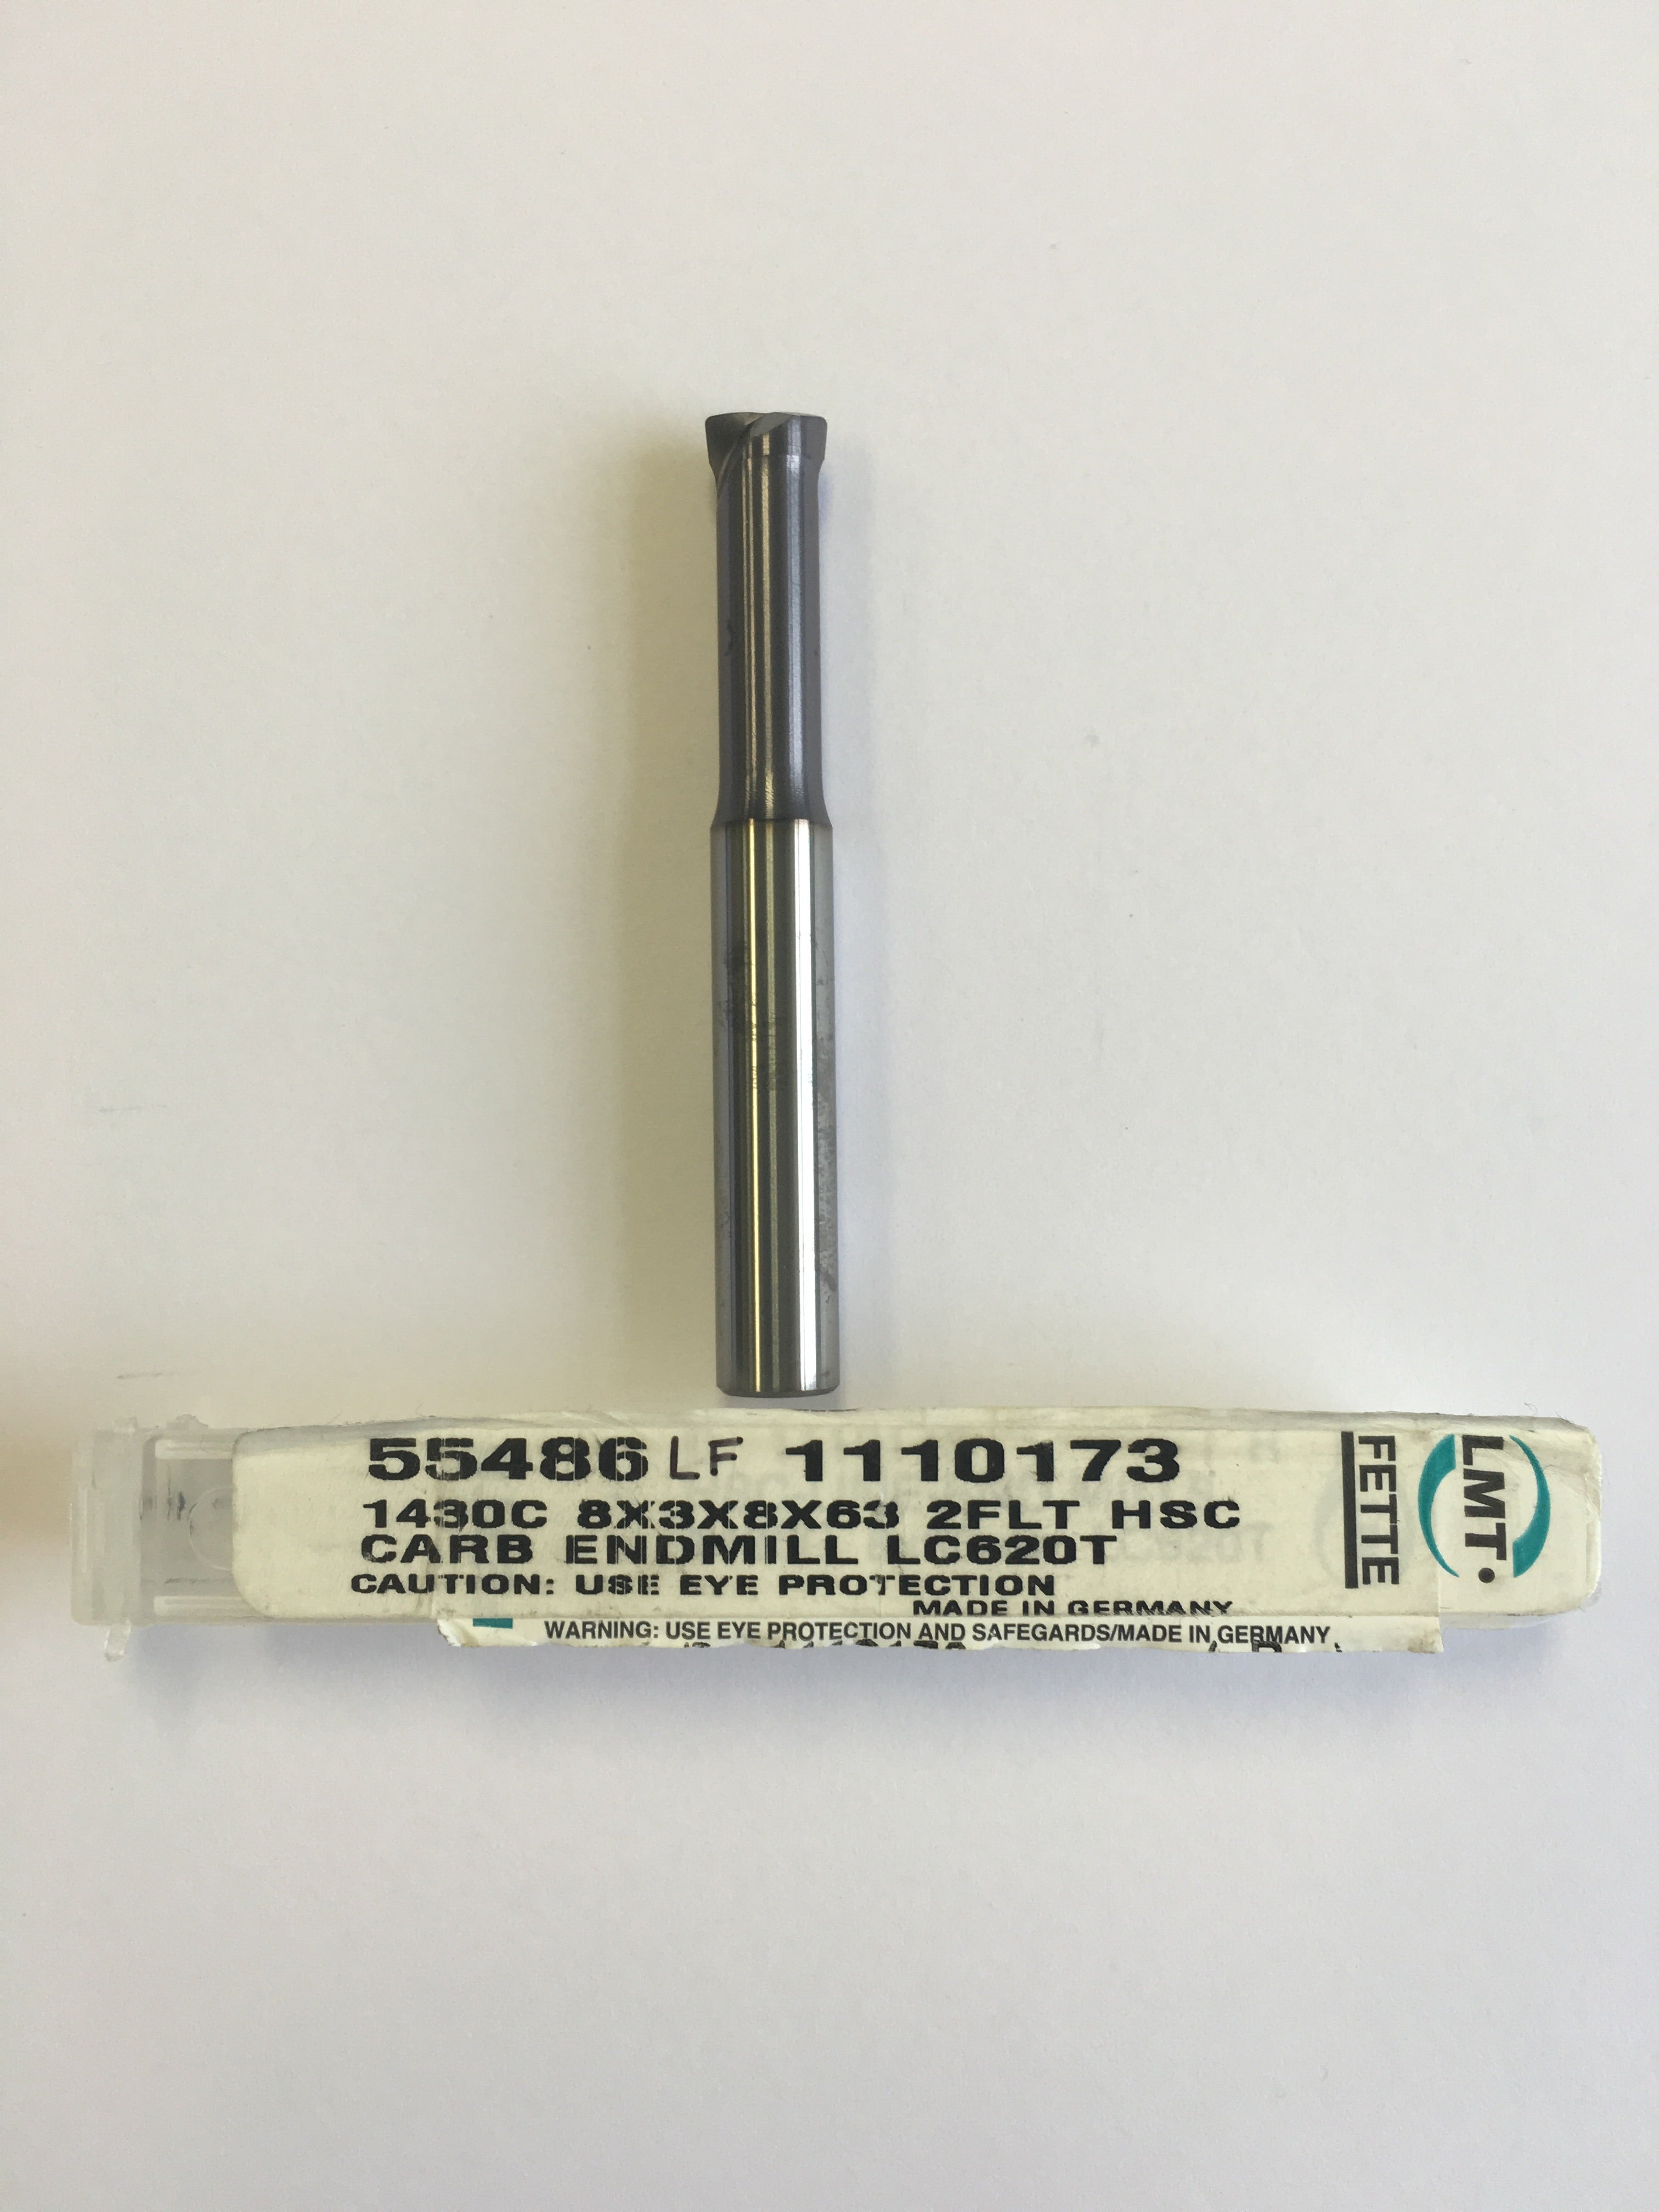 55486 LF 1110173
1430C 8X3X8X63 2FLT HSC
CARB ENDMILL LC620T
CAUTION: USE EYE PROTECTION
MADE IN GERMANY
WARNING: USE EYE PROTECTION AND SAFEGARDS/MADE IN GERMANY
FETTE
LMT.